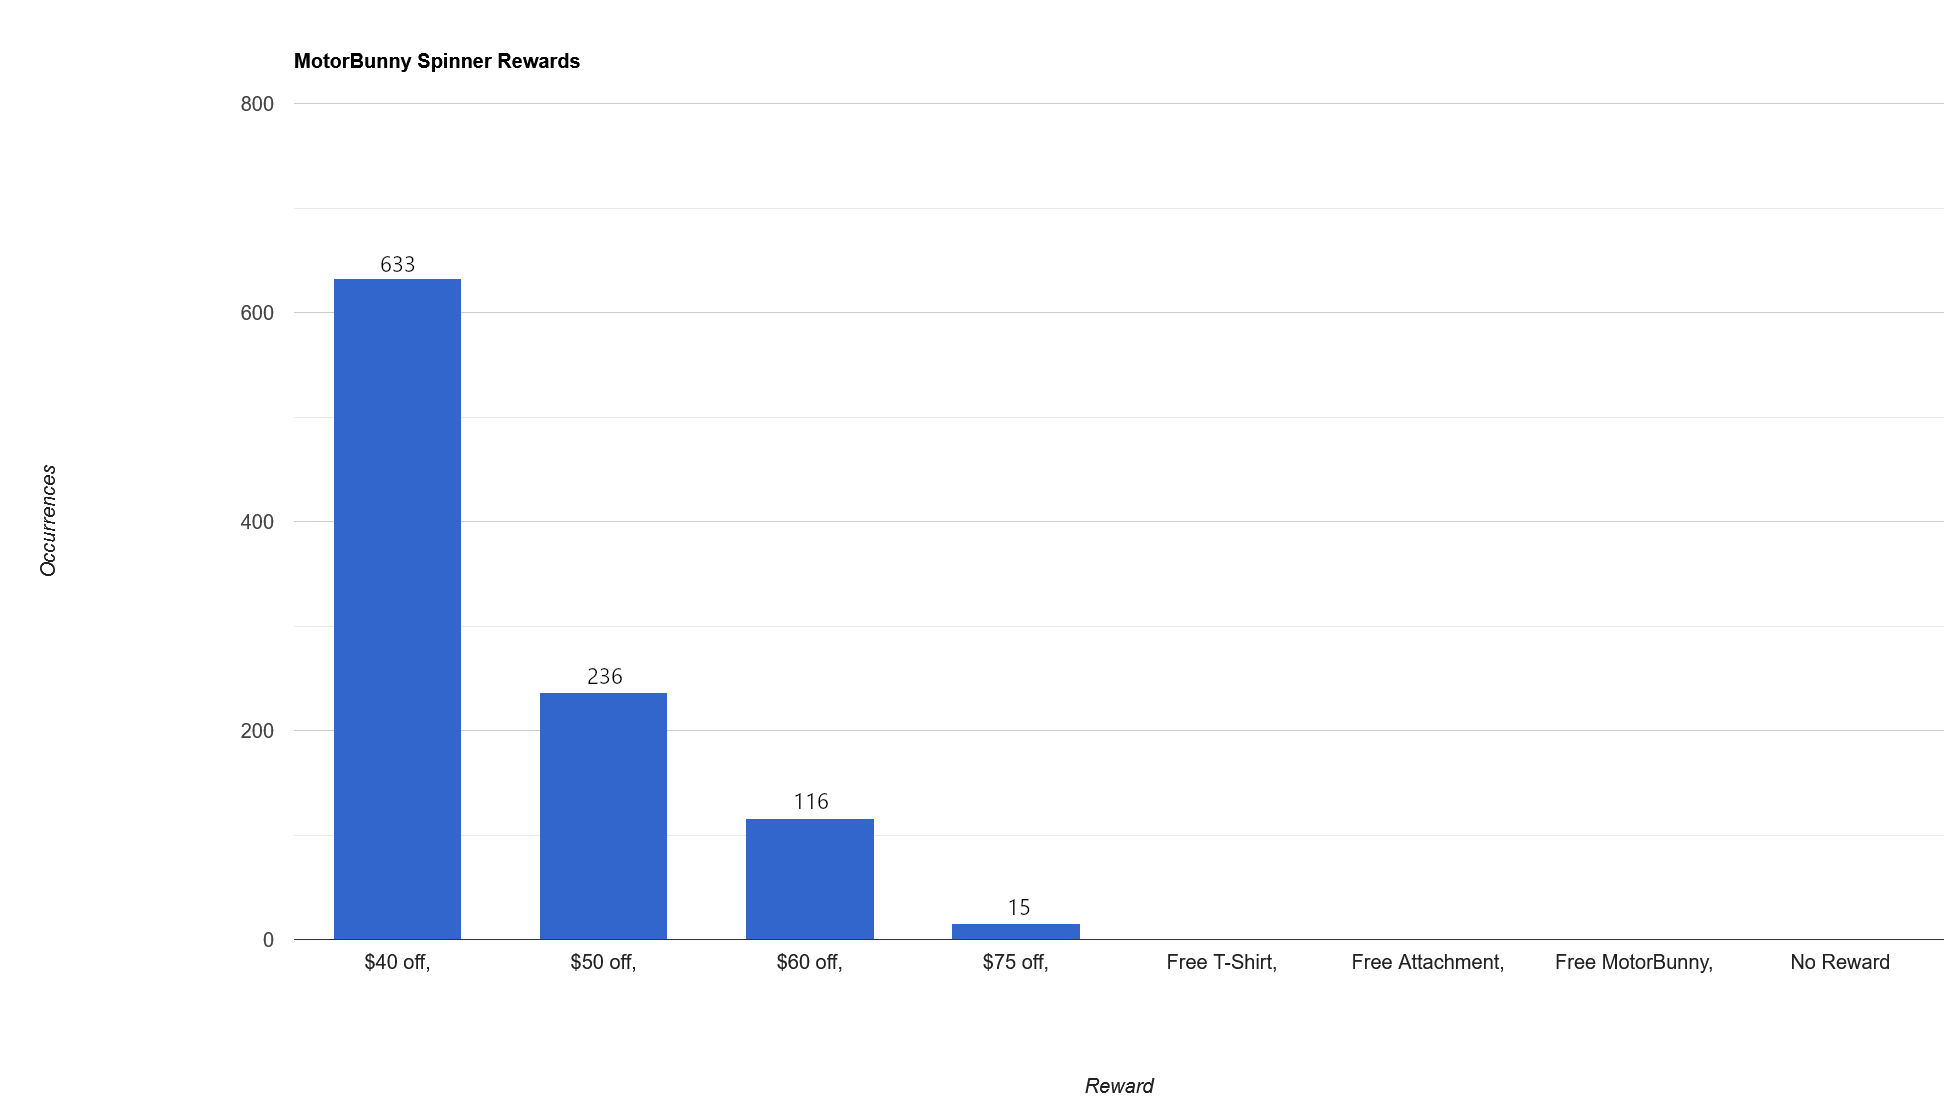 MotorBunny Spinner Rewards
800
633
600
Occurrences
400
236
200
116
15
0
$40 off, $50 off, $60 off, $75 off, Free T-Shirt, Free Attachment, Free MotorBunny, No Reward
Reward